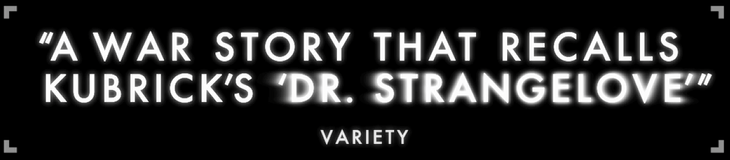 “A WAR STORY THAT RECALLS
KUBRICK’S ‘DR. STRANGELOVE’”
VARIETY